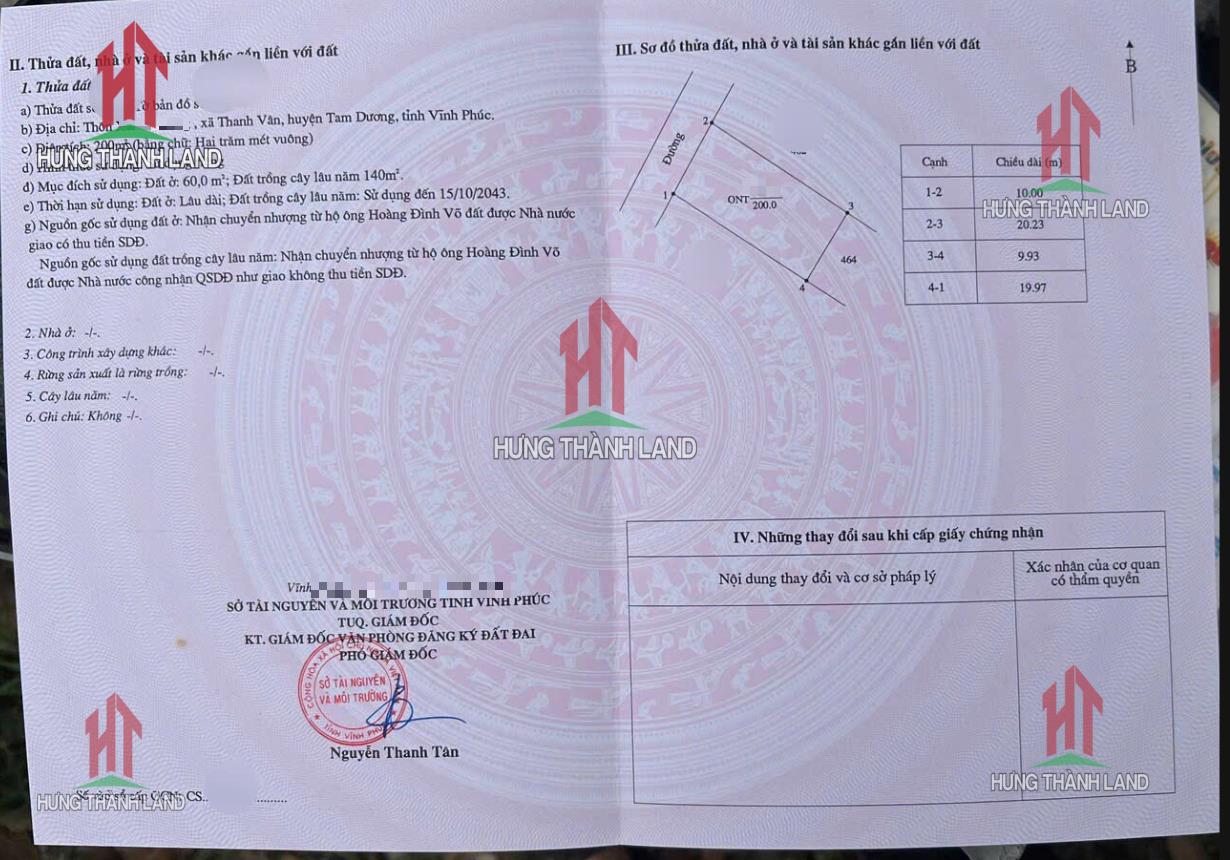 II. Thửa đất, nhà ở và tài sản khác gắn liền với đất
1. Thửa đất
a) Thửa đất số bản đồ
b) Địa chỉ: Thôn , xã Thanh Vân, huyện Tam Dương, tỉnh Vĩnh Phúc.
c) Diện tích: 200m² (bằng chữ: Hai trăm mét vuông)
d)
đ) Mục đích sử dụng: Đất ở: 60,0 m²; Đất trồng cây lâu năm 140m².
e) Thời hạn sử dụng: Đất ở: Lâu dài; Đất trồng cây lâu năm: Sử dụng đến 15/10/2043.
g) Nguồn gốc sử dụng đất ở: Nhận chuyển nhượng từ hộ ông Hoàng Đình Võ đất được Nhà nước
giao có thu tiền SDĐ.
Nguồn gốc sử dụng đất trồng cây lâu năm: Nhận chuyển nhượng từ hộ ông Hoàng Đình Võ
đất được Nhà nước công nhận QSDĐ như giao không thu tiền SDĐ.
2. Nhà ở: -/-.
3. Công trình xây dựng khác: -/-.
4. Rừng sản xuất là rừng trồng: -/-.
5. Cây lâu năm: -/-.
6. Ghi chú: Không -/-.
Vĩnh
SỞ TÀI NGUYÊN VÀ MÔI TRƯỜNG TỈNH VĨNH PHÚC
TUQ. GIÁM ĐỐC
KT. GIÁM ĐỐC VĂN PHÒNG ĐĂNG KÝ ĐẤT ĐAI
PHÓ GIÁM ĐỐC
SỞ TÀI NGUYÊN
VÀ MÔI TRƯỜNG
TỈNH VĨNH PHÚC
Nguyễn Thanh Tân
Số vào sổ cấp GCN: CS..
III. Sơ đồ thửa đất, nhà ở và tài sản khác gắn liền với đất
B
Đường
2
1
3
4
ONT 200.0
464
Cạnh Chiều dài (m)
1-2 10.00
2-3 20.23
3-4 9.93
4-1 19.97
IV. Những thay đổi sau khi cấp giấy chứng nhận
Nội dung thay đổi và cơ sở pháp lý
Xác nhận của cơ quan
có thẩm quyền
HT
HƯNG THÀNH LAND
HT
HƯNG THÀNH LAND
HT
HƯNG THÀNH LAND
HT
HƯNG THÀNH LAND
HT
HƯNG THÀNH LAND